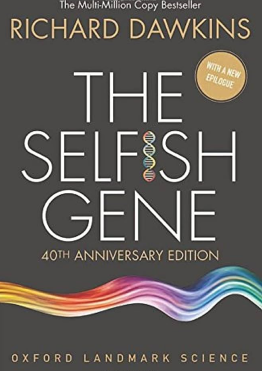 The Multi-Million Copy Bestseller
RICHARD DAWKINS
WITH A NEW
EPILOGUE
THE
SELFISH
GENE
40TH ANNIVERSARY EDITION
OXFORD LANDMARK SCIENCE